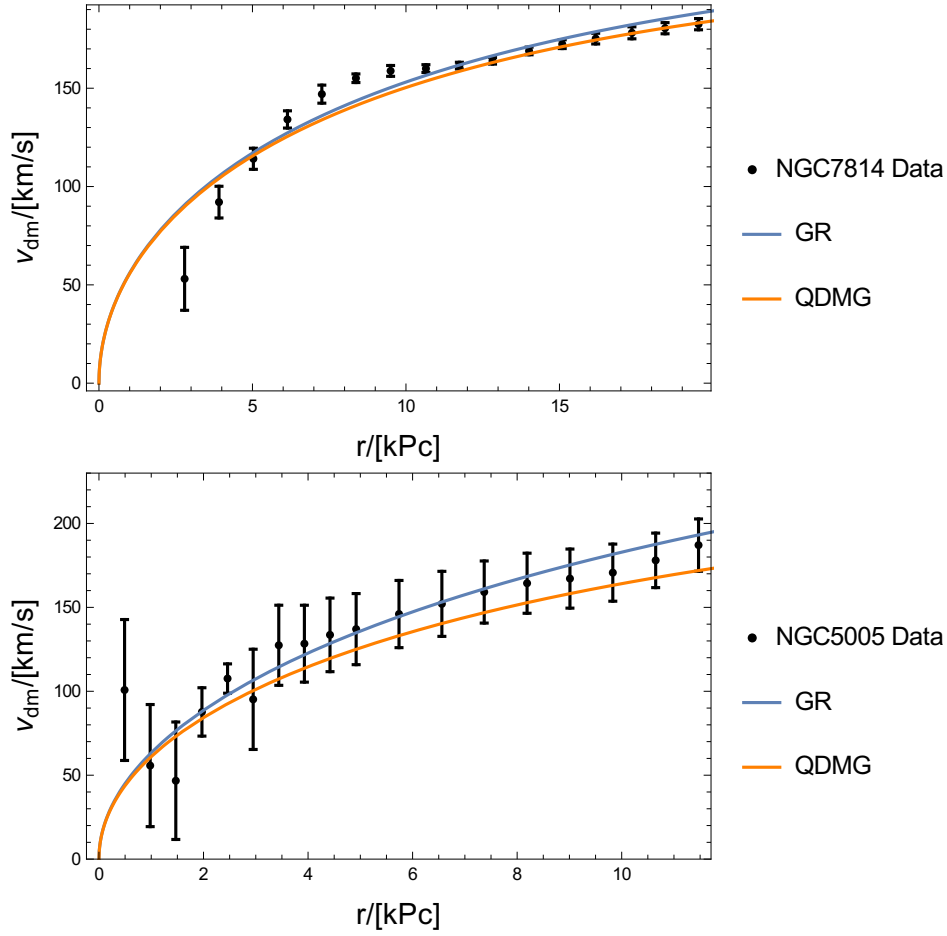 150
100
50
0
0
5
10
15
v_dm/[km/s]
r/[kPc]
NGC7814 Data
GR
QDMG
200
150
100
50
0
0
2
4
6
8
10
v_dm/[km/s]
r/[kPc]
NGC5005 Data
GR
QDMG